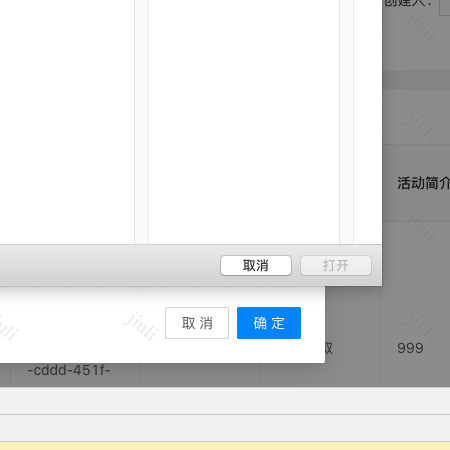 创建人：
jiuli
jiuli
活动简介
jiuli
取消 打开
取 消 确 定
jiuli
jiuli
jiuli
取 999
-cddd-451f-